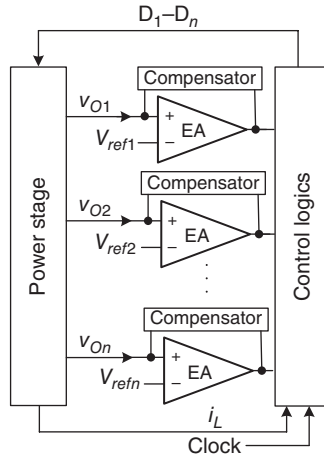 D1–Dn
Compensator
vO1
+
EA
Vref1
−
Compensator
vO2
+
EA
Vref2
−
Power stage
Control logics
Compensator
vOn
+
EA
Vrefn
−
iL
Clock